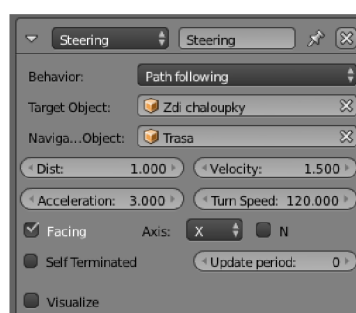 Steering Steering
Behavior: Path following
Target Object: Zdi chaloupky
Naviga...Object: Trasa
Dist: 1.000 Velocity: 1.500
Acceleration: 3.000 Turn Speed: 120.000
Facing Axis: X N
Self Terminated Update period: 0
Visualize